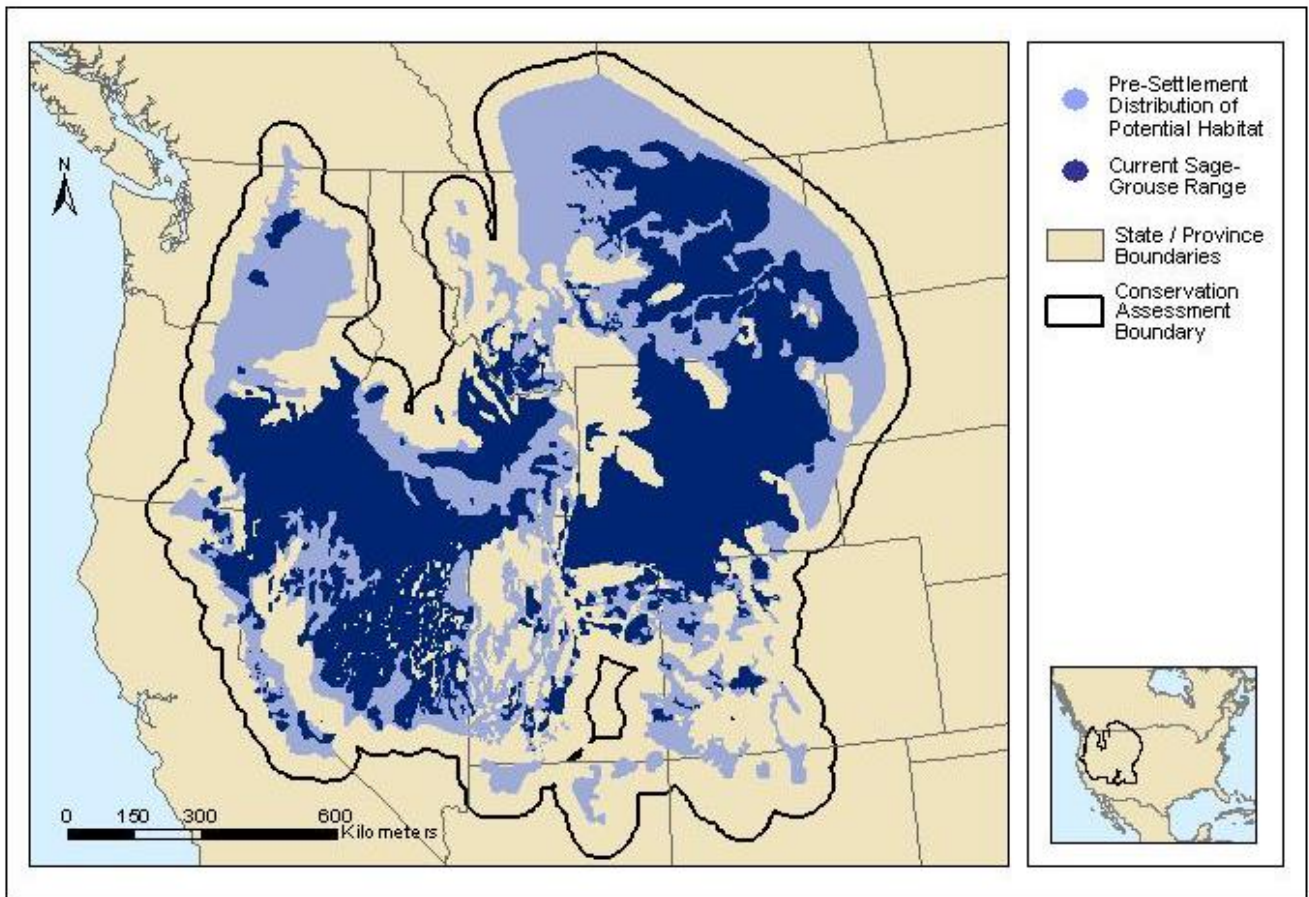 Pre-Settlement
Distribution of
Potential Habitat
Current Sage-
Grouse Range
State / Province
Boundaries
Conservation
Assessment
Boundary
N
0 150 300 600
Kilometers